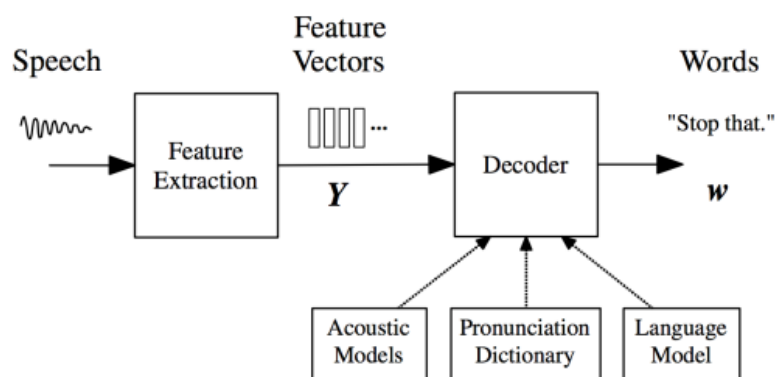 Feature
Vectors
Speech
Words
"Stop that."
Feature
Extraction
Decoder
Y
w
Acoustic
Models
Pronunciation
Dictionary
Language
Model